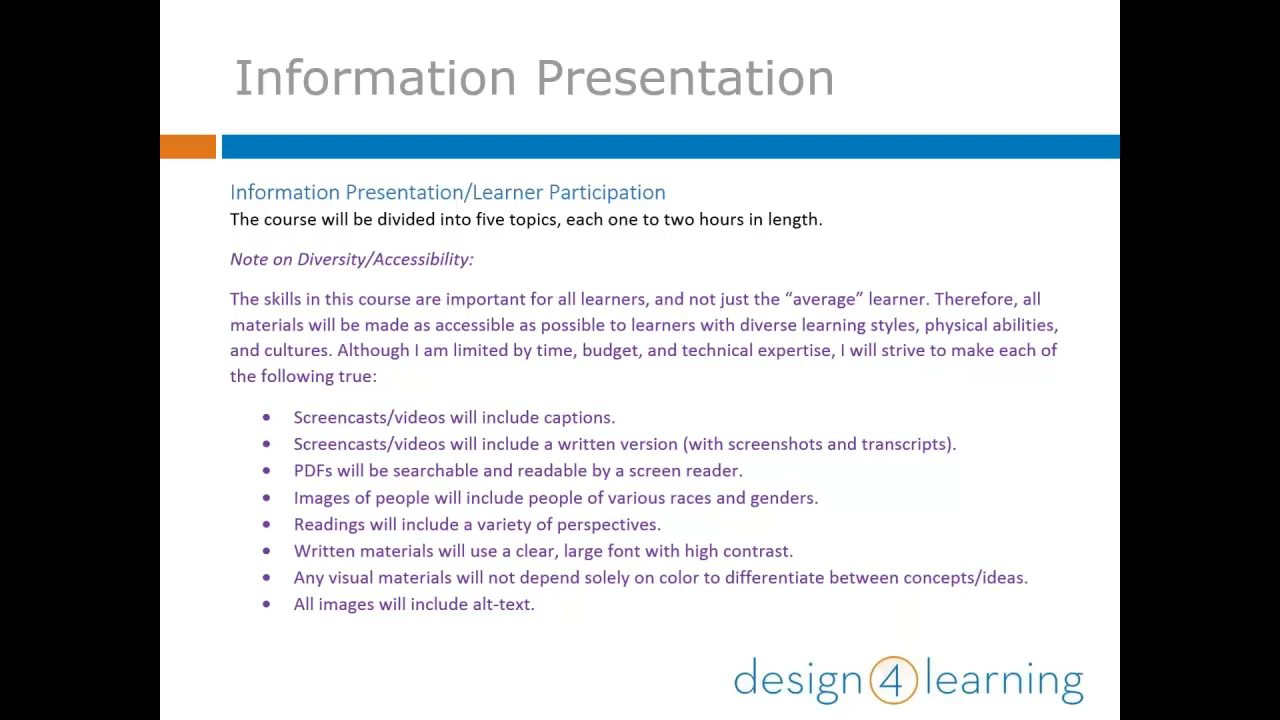 Information Presentation
Information Presentation/Learner Participation
The course will be divided into five topics, each one to two hours in length.
Note on Diversity/Accessibility:
The skills in this course are important for all learners, and not just the “average” learner. Therefore, all
materials will be made as accessible as possible to learners with diverse learning styles, physical abilities,
and cultures. Although I am limited by time, budget, and technical expertise, I will strive to make each of
the following true:
• Screencasts/videos will include captions.
• Screencasts/videos will include a written version (with screenshots and transcripts).
• PDFs will be searchable and readable by a screen reader.
• Images of people will include people of various races and genders.
• Readings will include a variety of perspectives.
• Written materials will use a clear, large font with high contrast.
• Any visual materials will not depend solely on color to differentiate between concepts/ideas.
• All images will include alt-text.
design 4 learning